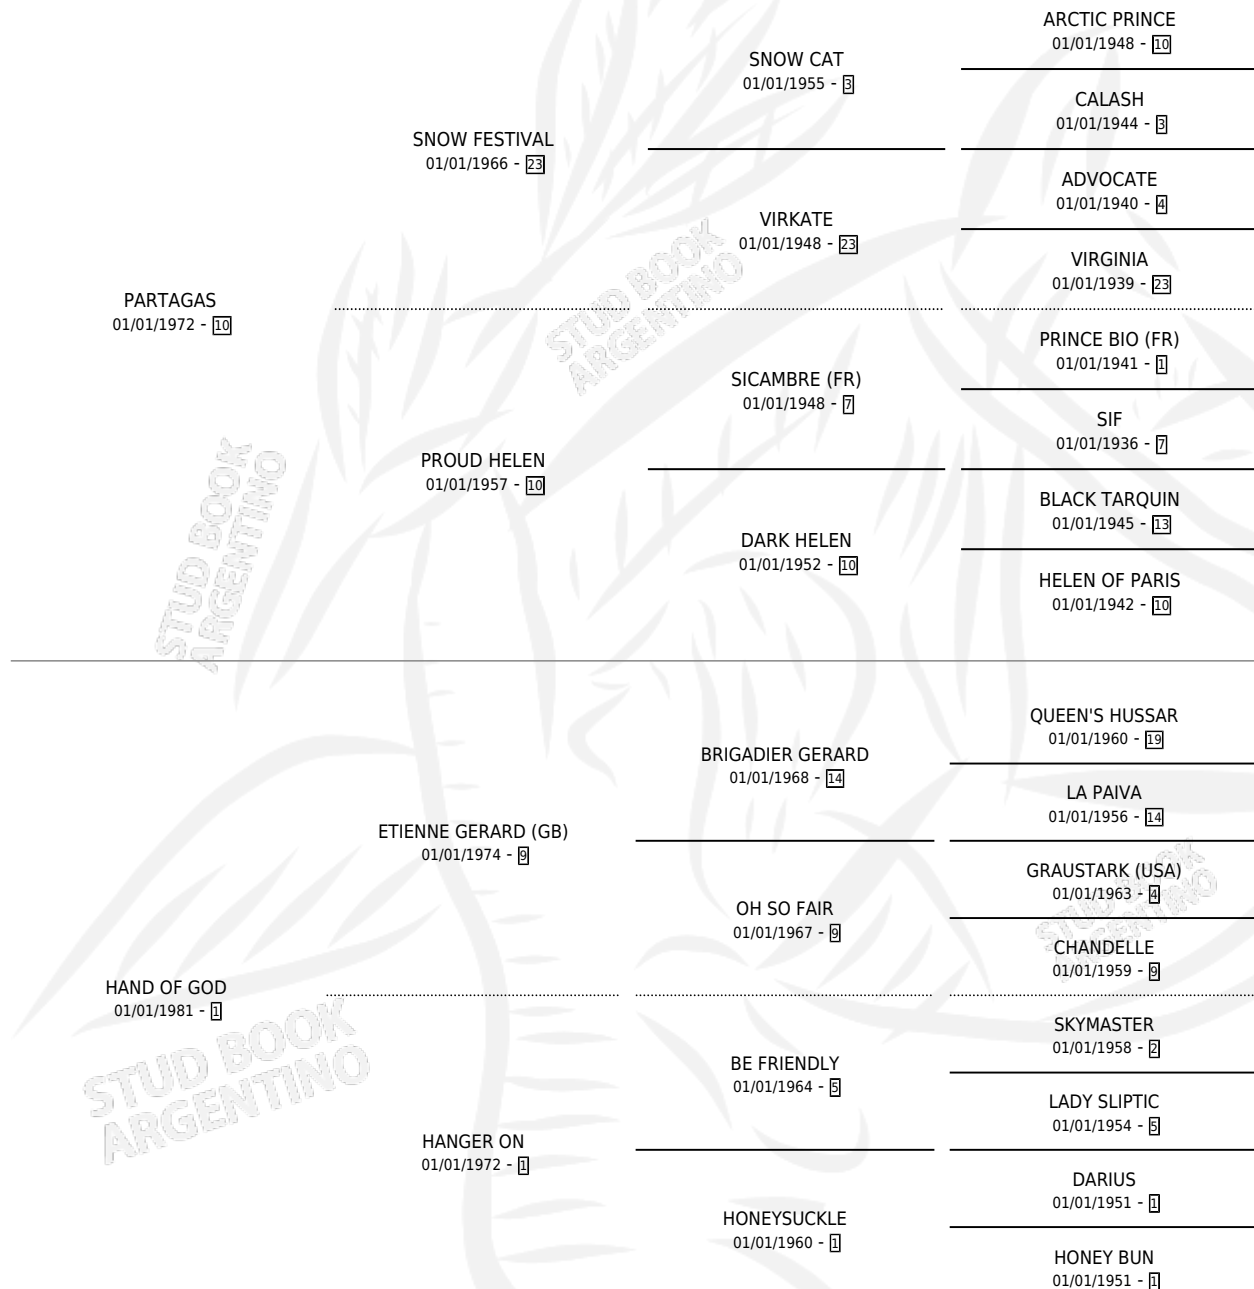 ARCTIC PRINCE
01/01/1948 - 10
SNOW CAT
01/01/1955 - 3
CALASH
01/01/1944 - 3
SNOW FESTIVAL
01/01/1966 - 23
ADVOCATE
01/01/1940 - 4
VIRKATE
01/01/1948 - 23
VIRGINIA
01/01/1939 - 23
PARTAGAS
01/01/1972 - 10
PRINCE BIO (FR)
01/01/1941 - 1
SICAMBRE (FR)
01/01/1948 - 7
SIF
01/01/1936 - 7
PROUD HELEN
01/01/1957 - 10
BLACK TARQUIN
01/01/1945 - 13
DARK HELEN
01/01/1952 - 10
HELEN OF PARIS
01/01/1942 - 10
QUEEN'S HUSSAR
01/01/1960 - 19
BRIGADIER GERARD
01/01/1968 - 14
LA PAIVA
01/01/1956 - 14
ETIENNE GERARD (GB)
01/01/1974 - 9
GRAUSTARK (USA)
01/01/1963 - 4
OH SO FAIR
01/01/1967 - 9
CHANDELLE
01/01/1959 - 9
HAND OF GOD
01/01/1981 - 1
SKYMASTER
01/01/1958 - 2
BE FRIENDLY
01/01/1964 - 5
LADY SLIPTIC
01/01/1954 - 5
HANGER ON
01/01/1972 - 1
DARIUS
01/01/1951 - 1
HONEYSUCKLE
01/01/1960 - 1
HONEY BUN
01/01/1951 - 1
STUD BOOK
ARGENTINO
STUD BOOK
ARGENTINO
STUD BOOK
ARGENTINO
STUD BOOK
ARGENTINO